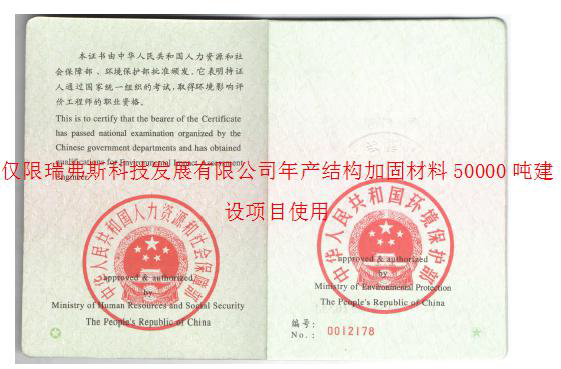 本证书由中华人民共和国人力资源和社
会保障部、环境保护部批准颁发，它表明持证
人通过国家统一组织的考试，取得环境影响评
价工程师的职业资格。
This is to certify that the bearer of the Certificate
has passed national examination organized by the
Chinese government departments and has obtained
qualifications for Environmental Impact Assessment
Engineer.
仅限瑞弗斯科技发展有限公司年产结构加固材料 50000 吨建
设项目使用
中华人民共和国人力资源和社会保障部
approved & authorized
by
Ministry of Human Resources and Social Security
The People's Republic of China
中华人民共和国环境保护部
approved & authorized
by
Ministry of Environmental Protection
The People's Republic of China
编号：
No.： 0012178